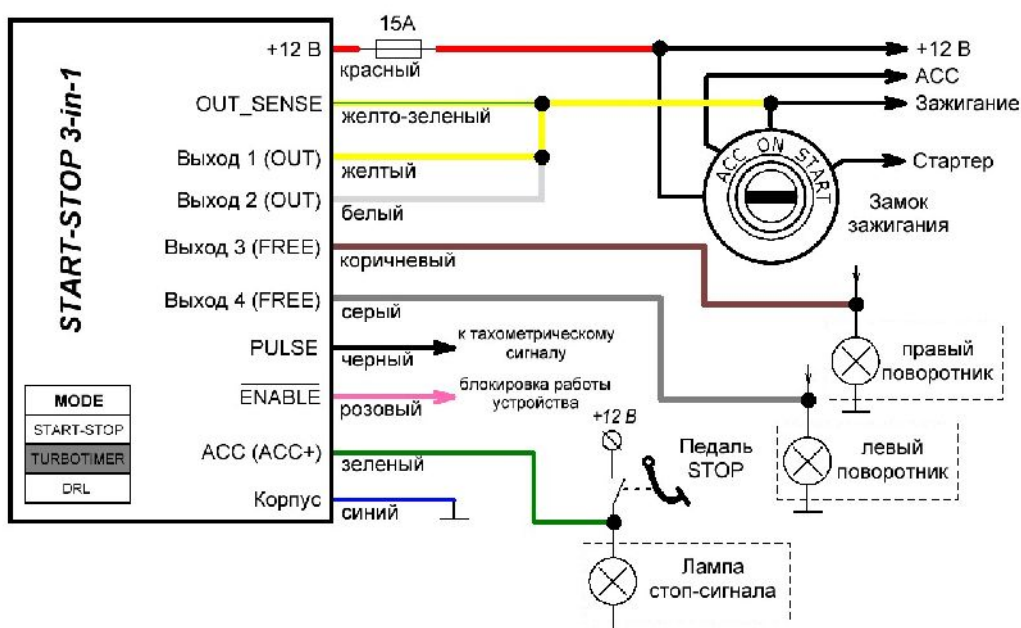 START-STOP 3-in-1
+12 В
OUT_SENSE
Выход 1 (OUT)
Выход 2 (OUT)
Выход 3 (FREE)
Выход 4 (FREE)
PULSE
ENABLE
ACC (ACC+)
Корпус
MODE
START-STOP
TURBOTIMER
DRL
15А
красный
желто-зеленый
желтый
белый
коричневый
серый
черный
розовый
зеленый
синий
к тахометрическому
сигналу
блокировка работы
устройства
+12 В
ACC
Зажигание
Стартер
ACC ON START
Замок
зажигания
правый
поворотник
левый
поворотник
+12 В
Педаль
STOP
Лампа
стоп-сигнала